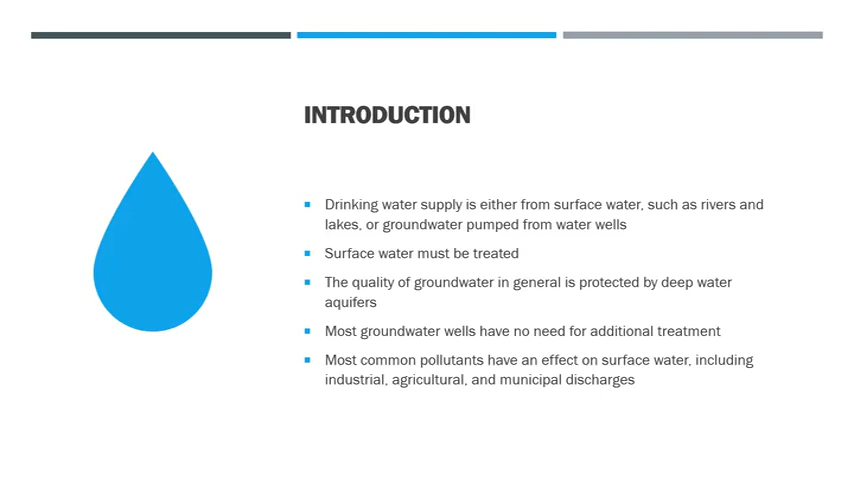 INTRODUCTION
Drinking water supply is either from surface water, such as rivers and
lakes, or groundwater pumped from water wells
Surface water must be treated
The quality of groundwater in general is protected by deep water
aquifers
Most groundwater wells have no need for additional treatment
Most common pollutants have an effect on surface water, including
industrial, agricultural, and municipal discharges